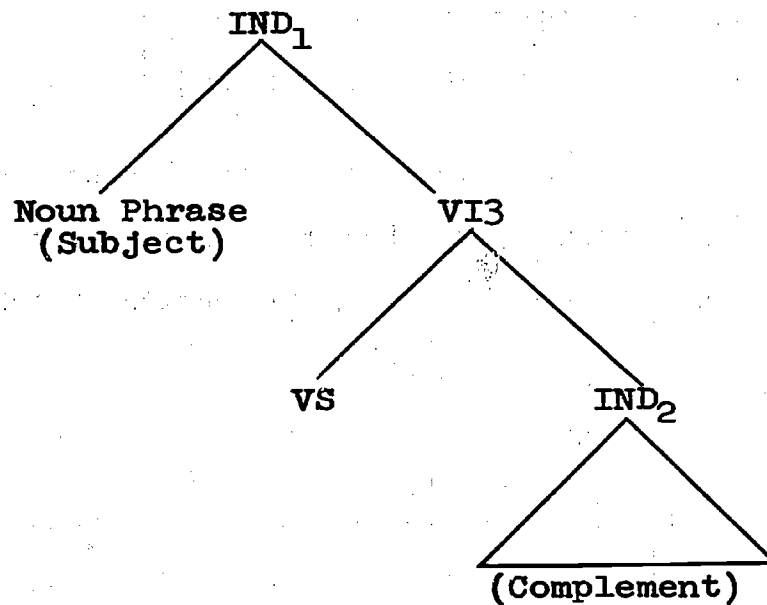 IND1
Noun Phrase
(Subject)
VI3
VS
IND2
(Complement)